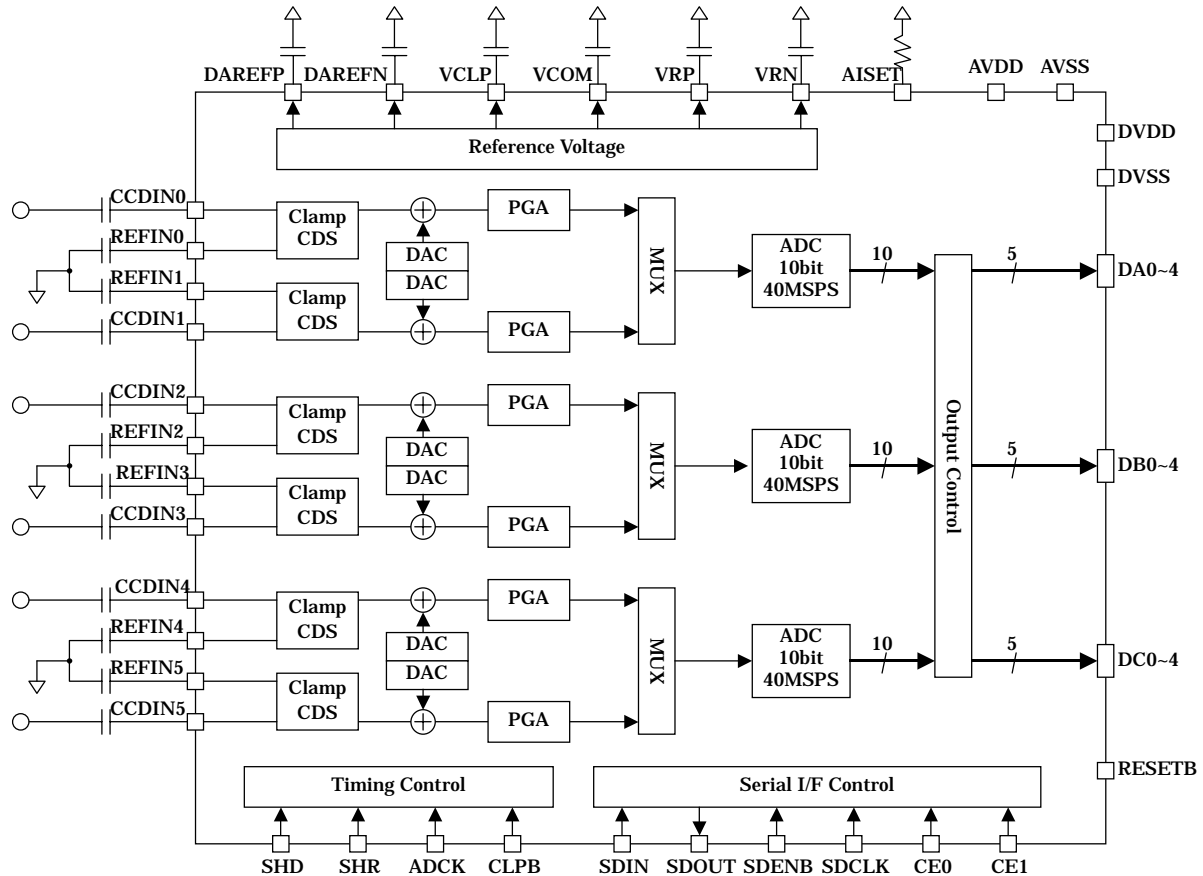 DAREFP DAREFN VCLP VCOM VRP VRN AISET AVDD AVSS
DVDD
DVSS
Reference Voltage
CCDIN0
REFIN0
REFIN1
CCDIN1
Clamp
CDS
Clamp
CDS
DAC
DAC
PGA
PGA
MUX
ADC
10bit
40MSPS
10
5
DA0~4
CCDIN2
REFIN2
REFIN3
CCDIN3
Clamp
CDS
Clamp
CDS
DAC
DAC
PGA
PGA
MUX
ADC
10bit
40MSPS
10
Output Control
5
DB0~4
CCDIN4
REFIN4
REFIN5
CCDIN5
Clamp
CDS
Clamp
CDS
DAC
DAC
PGA
PGA
MUX
ADC
10bit
40MSPS
10
5
DC0~4
RESETB
Timing Control
Serial I/F Control
SHD SHR ADCK CLPB SDIN SDOUT SDENB SDCLK CE0 CE1